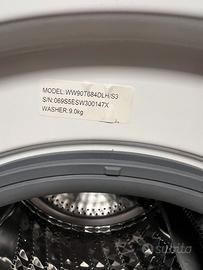 MODEL: WW90T684DLH/S3
S/N:069S5ESW300147X
WASHER: 9.0kg
subito